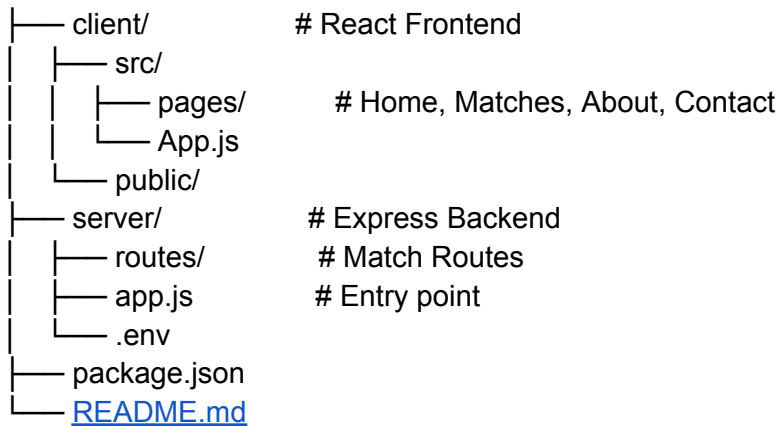 ├── client/ # React Frontend
│ ├── src/
│ │ ├── pages/ # Home, Matches, About, Contact
│ │ └── App.js
│ └── public/
├── server/ # Express Backend
│ ├── routes/ # Match Routes
│ ├── app.js # Entry point
│ └── .env
├── package.json
└── README.md